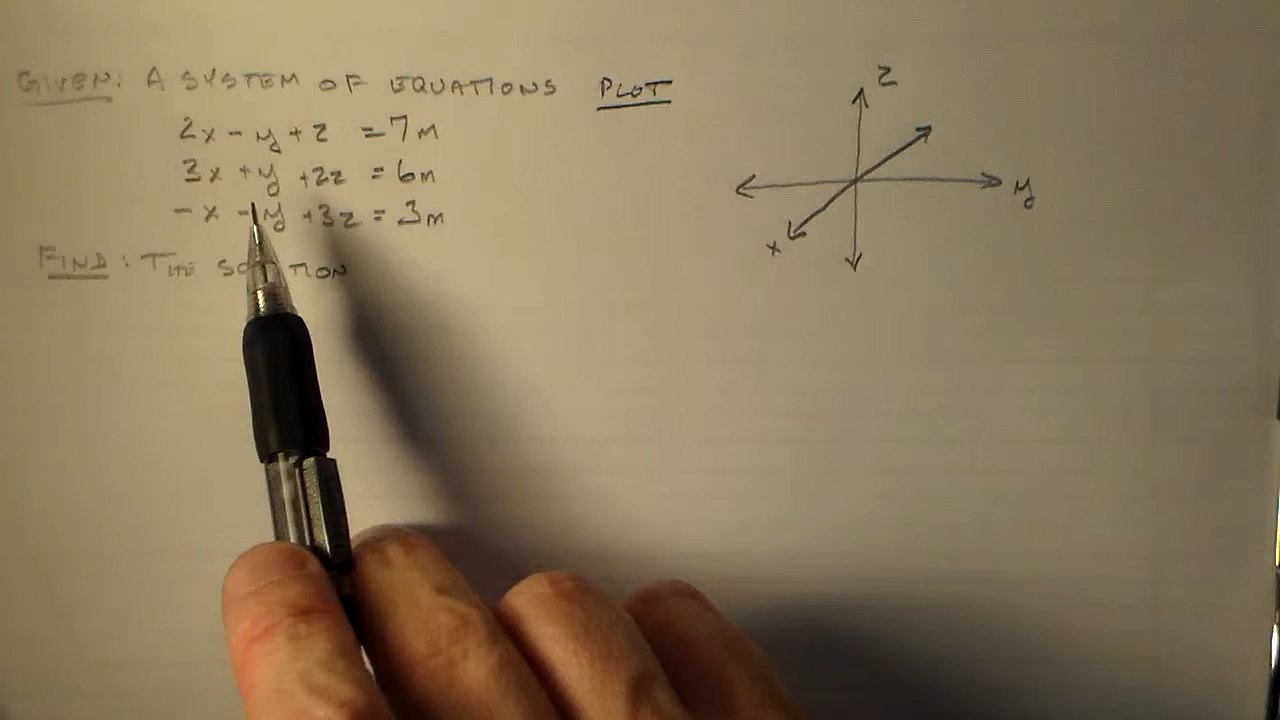 GIVEN: A SYSTEM OF EQUATIONS PLOT
2x - y + z = 7m
3x + y + 2z = 6m
-x - y + 3z = 3m
FIND: THE SOLUTION
z
y
x